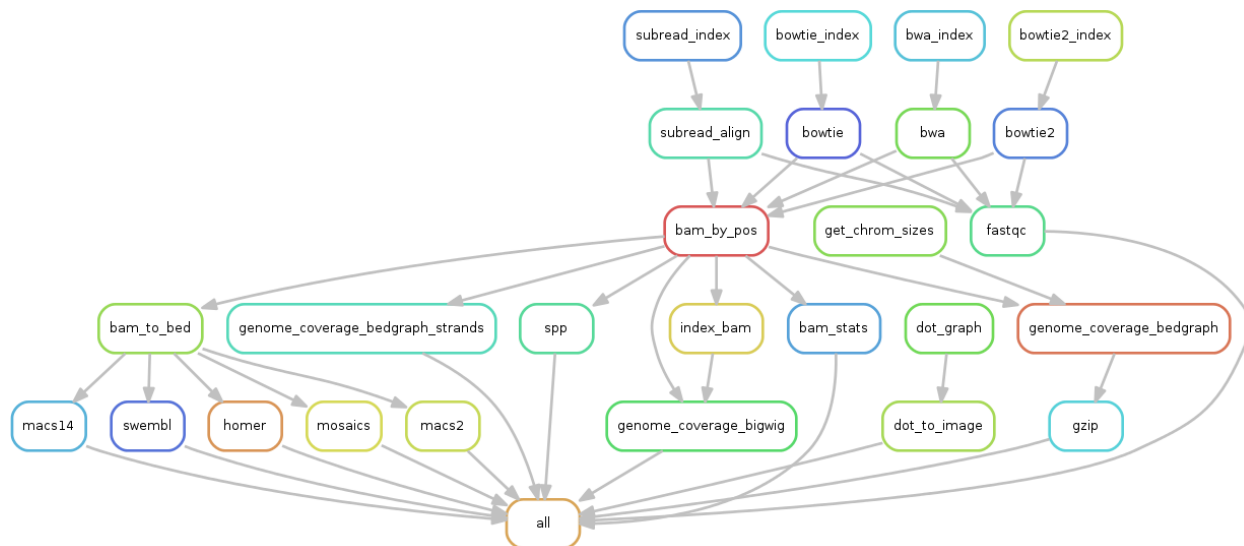 subread_index
bowtie_index
bwa_index
bowtie2_index
subread_align
bowtie
bwa
bowtie2
bam_by_pos
get_chrom_sizes
fastqc
bam_to_bed
genome_coverage_bedgraph_strands
spp
index_bam
bam_stats
dot_graph
genome_coverage_bedgraph
macs14
swembl
homer
mosaics
macs2
genome_coverage_bigwig
dot_to_image
gzip
all